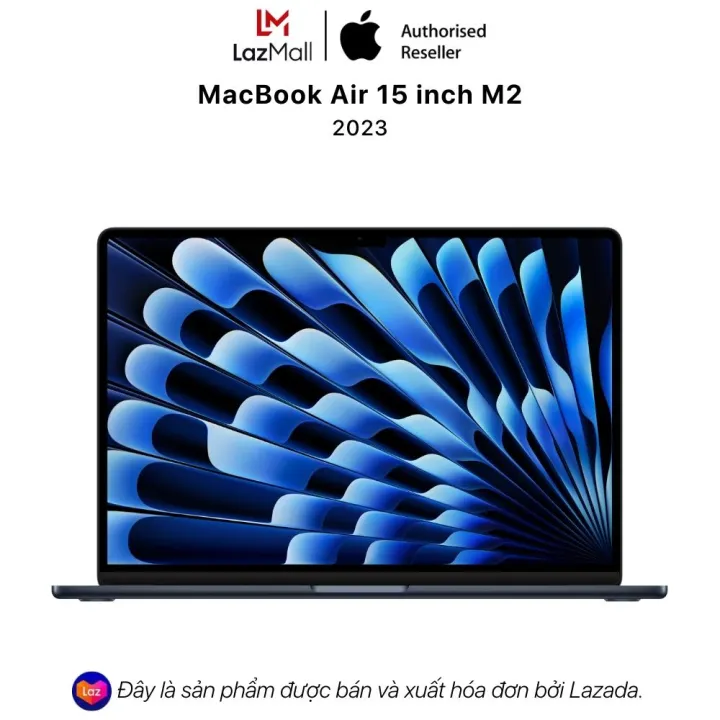 LM
LazMall
Authorised
Reseller
MacBook Air 15 inch M2
2023
Laz
Đây là sản phẩm được bán và xuất hóa đơn bởi Lazada.